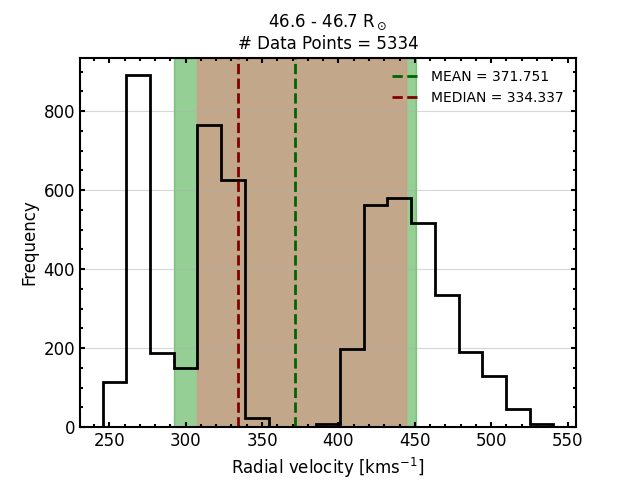 46.6 - 46.7 R⊙
# Data Points = 5334
MEAN = 371.751
MEDIAN = 334.337
Frequency
800
600
400
200
0
250 300 350 400 450 500 550
Radial velocity [kms⁻¹]